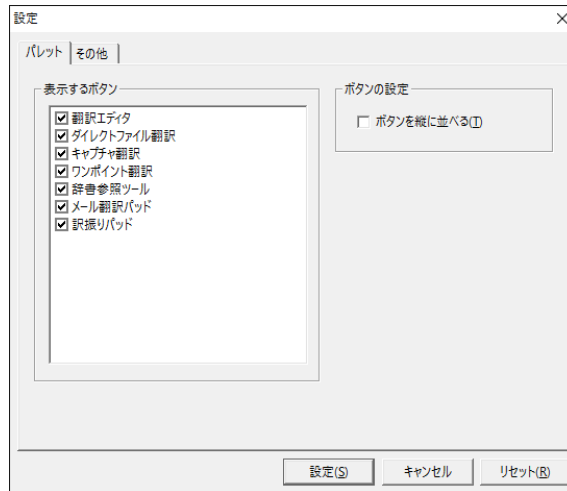 設定
パレット その他
表示するボタン
翻訳エディタ
ダイレクトファイル翻訳
キャプチャ翻訳
ワンポイント翻訳
辞書参照ツール
メール翻訳パッド
訳振りパッド
ボタンの設定
ボタンを縦に並べる(T)
設定(S) キャンセル リセット(R)